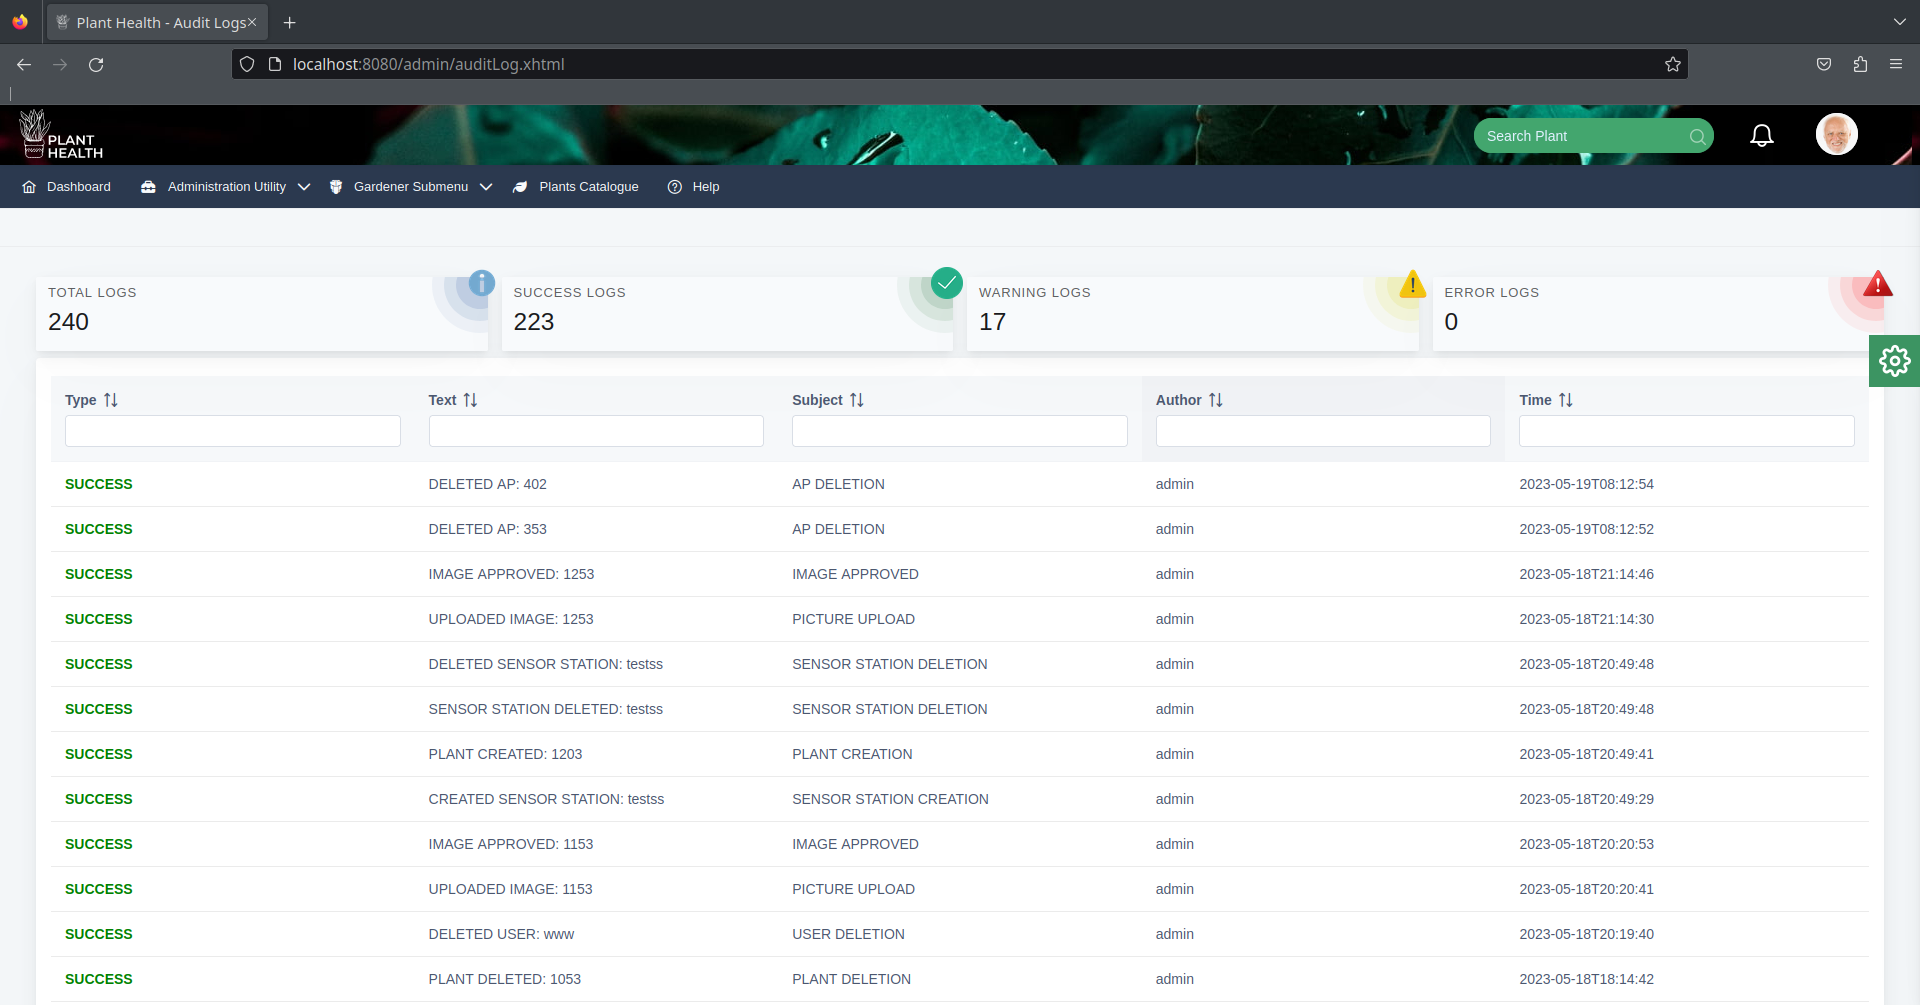 Plant Health - Audit Logs
localhost:8080/admin/auditLog.xhtml
PLANT
HEALTH
Search Plant
Dashboard Administration Utility Gardener Submenu Plants Catalogue Help
TOTAL LOGS SUCCESS LOGS WARNING LOGS ERROR LOGS
240 223 17 0
Type Text Subject Author Time
SUCCESS DELETED AP: 402 AP DELETION admin 2023-05-19T08:12:54
SUCCESS DELETED AP: 353 AP DELETION admin 2023-05-19T08:12:52
SUCCESS IMAGE APPROVED: 1253 IMAGE APPROVED admin 2023-05-18T21:14:46
SUCCESS UPLOADED IMAGE: 1253 PICTURE UPLOAD admin 2023-05-18T21:14:30
SUCCESS DELETED SENSOR STATION: testss SENSOR STATION DELETION admin 2023-05-18T20:49:48
SUCCESS SENSOR STATION DELETED: testss SENSOR STATION DELETION admin 2023-05-18T20:49:48
SUCCESS PLANT CREATED: 1203 PLANT CREATION admin 2023-05-18T20:49:41
SUCCESS CREATED SENSOR STATION: testss SENSOR STATION CREATION admin 2023-05-18T20:49:29
SUCCESS IMAGE APPROVED: 1153 IMAGE APPROVED admin 2023-05-18T20:20:53
SUCCESS UPLOADED IMAGE: 1153 PICTURE UPLOAD admin 2023-05-18T20:20:41
SUCCESS DELETED USER: www USER DELETION admin 2023-05-18T20:19:40
SUCCESS PLANT DELETED: 1053 PLANT DELETION admin 2023-05-18T18:14:42